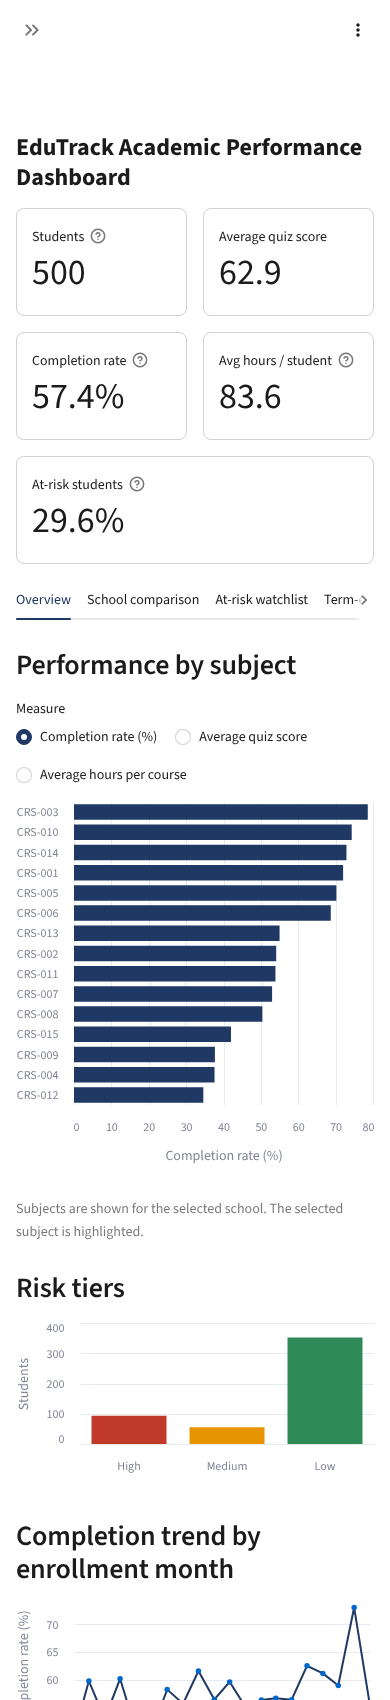 EduTrack Academic Performance
Dashboard
Students
500
Average quiz score
62.9
Completion rate
57.4%
Avg hours / student
83.6
At-risk students
29.6%
Overview School comparison At-risk watchlist Term-
Performance by subject
Measure
Completion rate (%) Average quiz score
Average hours per course
CRS-003
CRS-010
CRS-014
CRS-001
CRS-005
CRS-006
CRS-013
CRS-002
CRS-011
CRS-007
CRS-008
CRS-015
CRS-009
CRS-004
CRS-012
0 10 20 30 40 50 60 70 80
Completion rate (%)
Subjects are shown for the selected school. The selected
subject is highlighted.
Risk tiers
Students
400
300
200
100
0
High Medium Low
Completion trend by
enrollment month
pletion rate (%)
70
65
60